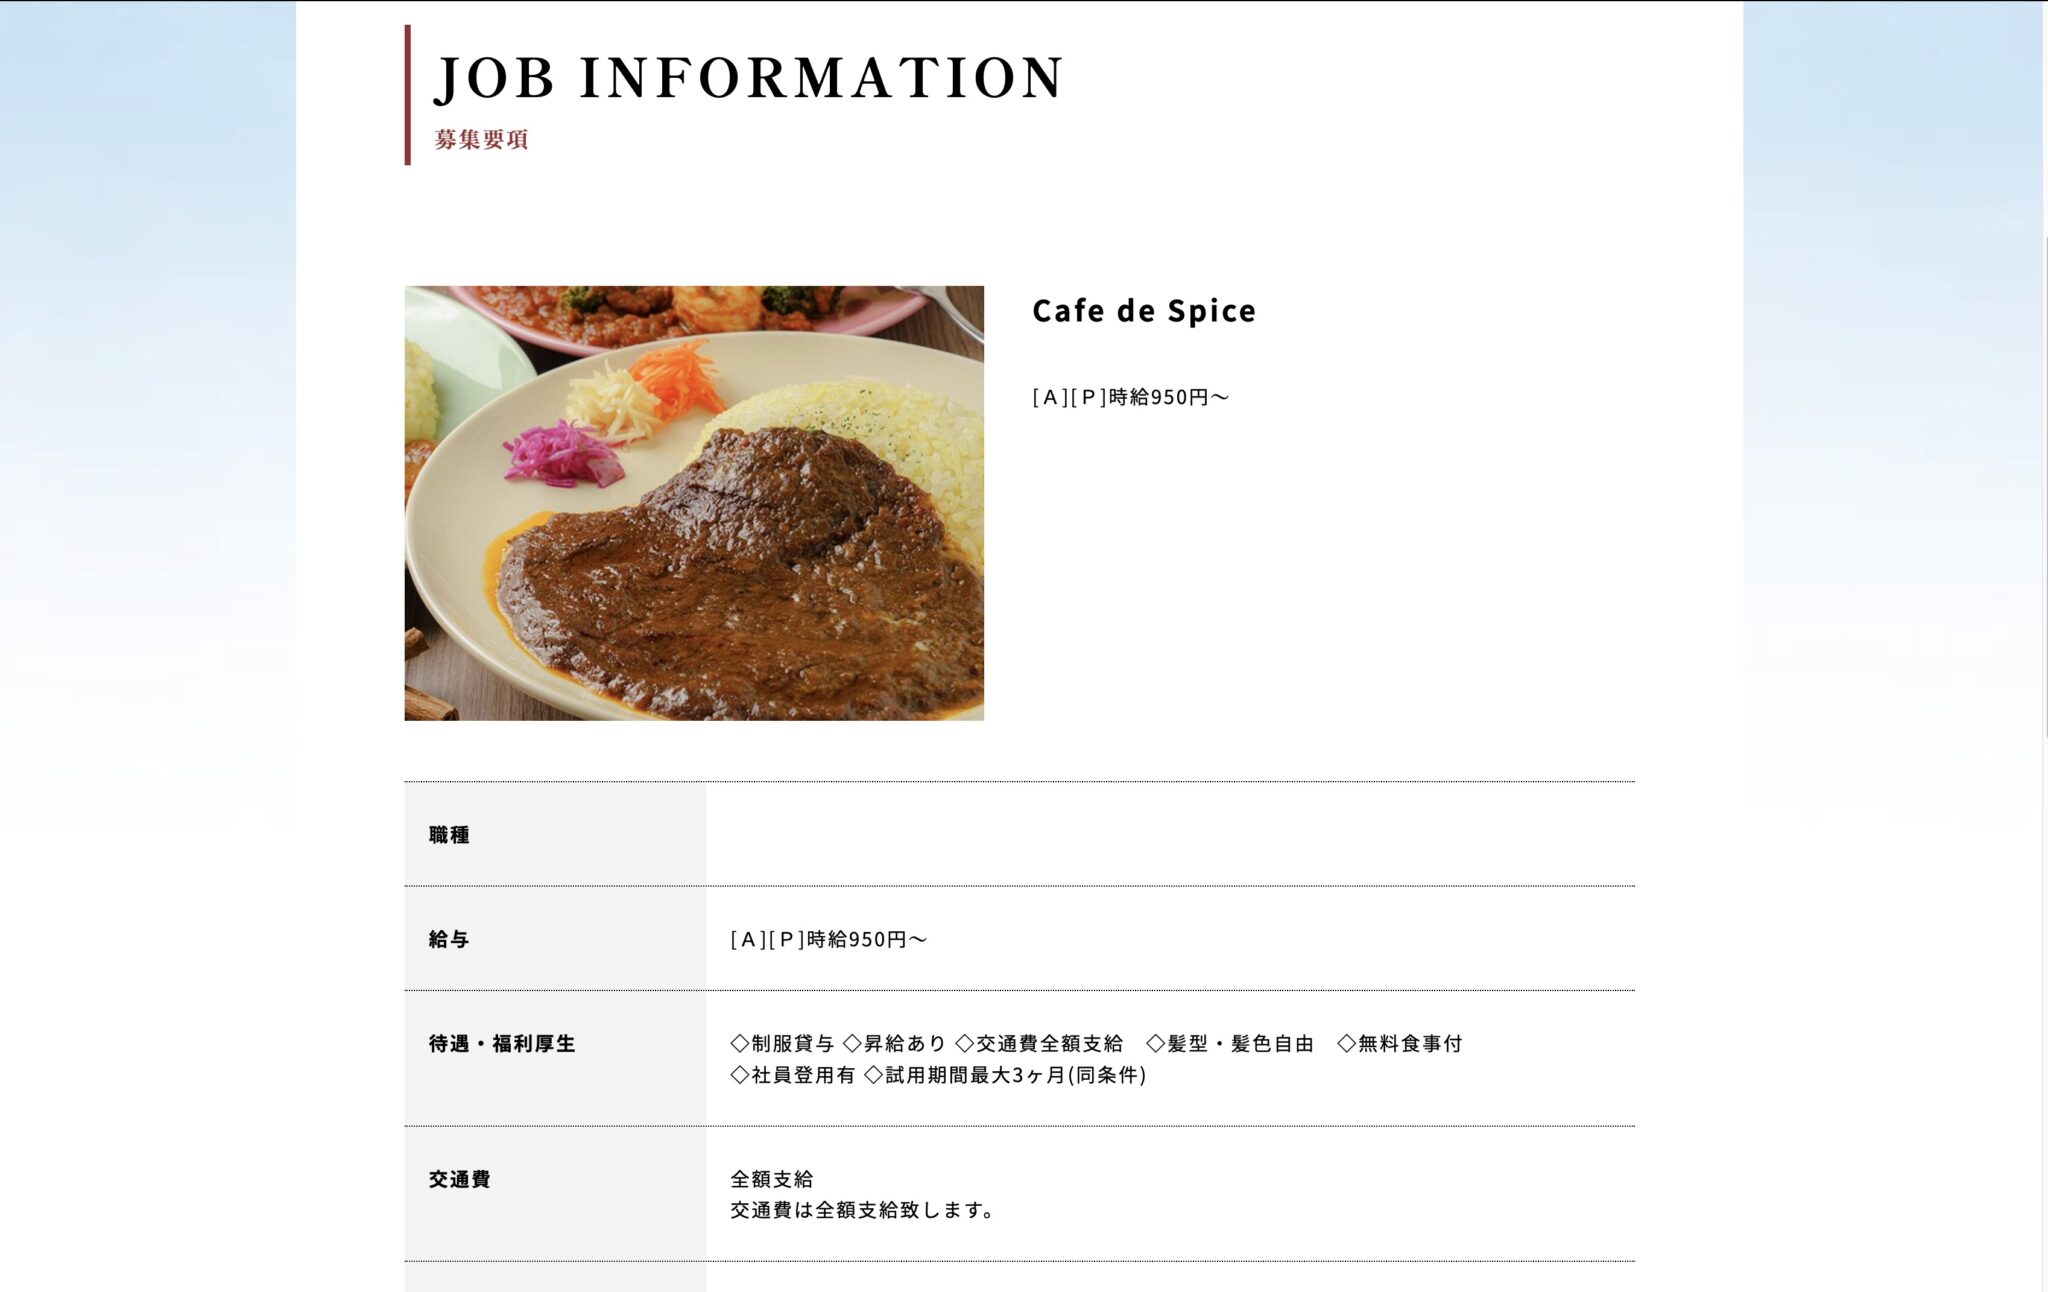 JOB INFORMATION
募集要項
Cafe de Spice
[Ａ][Ｐ]時給950円〜
職種
給与
[Ａ][Ｐ]時給950円〜
待遇・福利厚生
◇制服貸与 ◇昇給あり ◇交通費全額支給　◇髪型・髪色自由　◇無料食事付
◇社員登用有 ◇試用期間最大3ヶ月(同条件)
交通費
全額支給
交通費は全額支給致します。